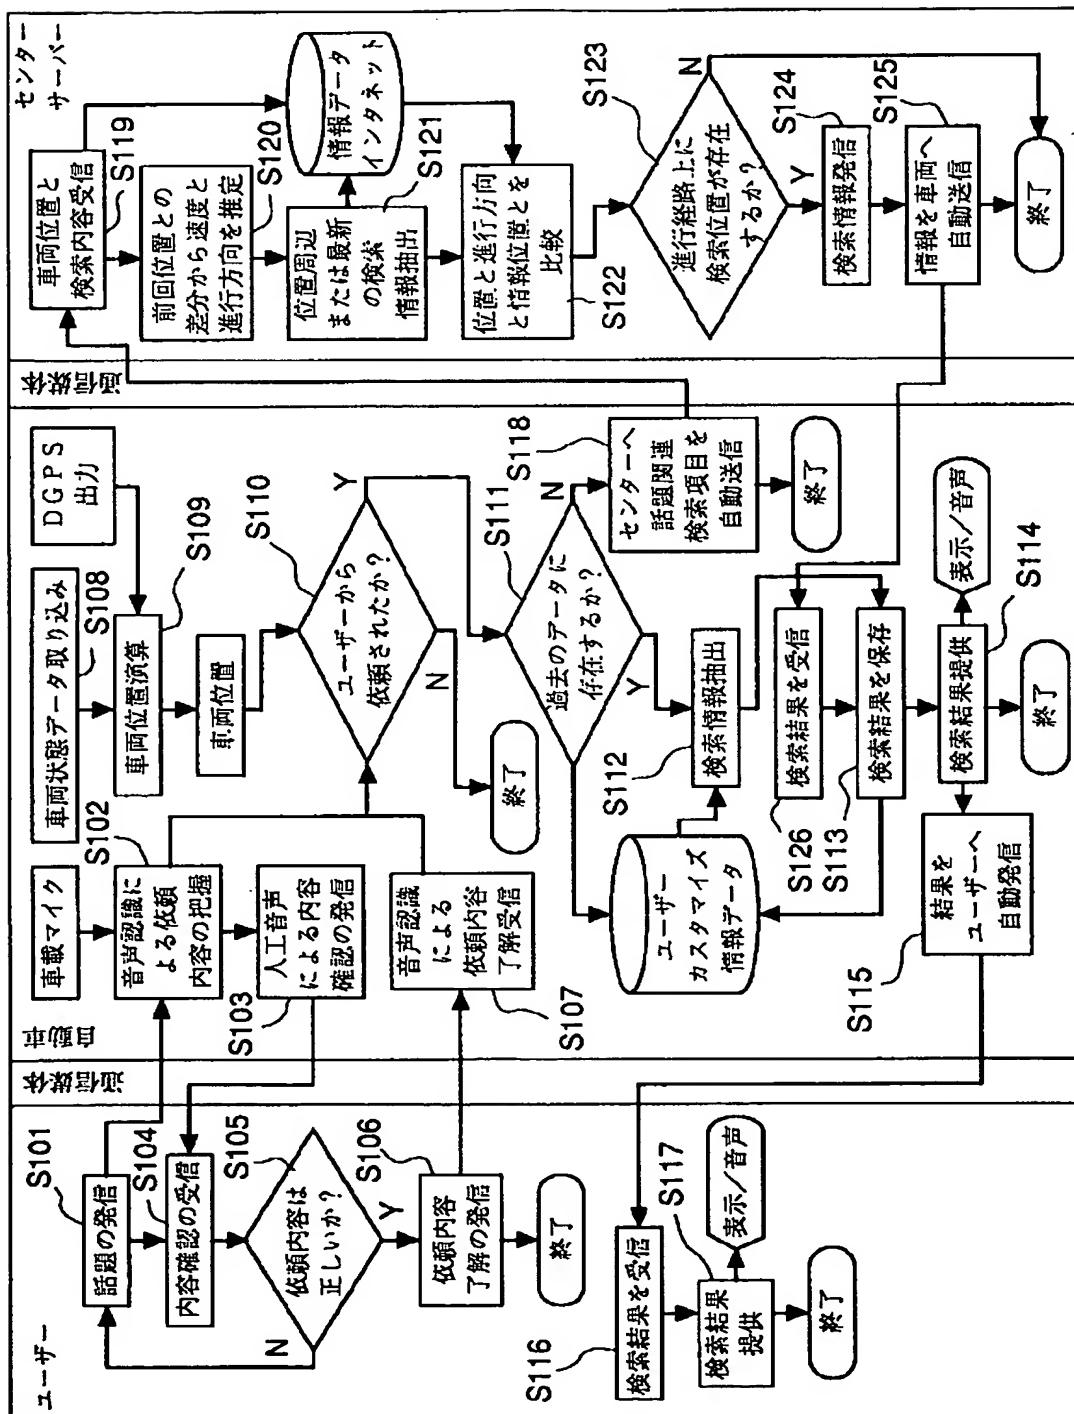 ユーザー
S101
話題の発信
S104
内容確認の受信
S105
依頼内容は
正しいか?
N
Y
S106
依頼内容
了解の発信
終了
S116
検索結果を受信
S117
検索結果
提供
表示/音声
終了
通信媒体
自動車
車載マイク
S102
音声認識に
よる依頼
内容の把握
人工音声
による内容
確認の発信
S103
音声認識
による
依頼内容
了解受信
S107
車両状態データ取り込み
S108
DGPS
出力
車両位置演算
S109
車両位置
S110
ユーザーから
依頼されたか?
Y
N
終了
S111
過去のデータに
存在するか?
N
Y
S112
検索情報抽出
ユーザー
カスタマイズ
情報データ
S118
センターへ
話題関連
検索項目を
自動送信
終了
S126
検索結果を受信
S113
検索結果を保存
検索結果提供
S114
表示/音声
終了
結果を
ユーザーへ
自動発信
S115
通信媒体
センター
サーバー
車両位置と
検索内容受信
S119
前回位置との
差分から速度と
進行方向を推定
S120
位置周辺
または最新
の検索
情報抽出
S121
情報データ
インタネット
位置と進行方向
と情報位置とを
比較
S122
S123
進行経路上に
検索位置が存在
するか?
N
Y
S124
検索情報発信
S125
情報を車両へ
自動送信
終了